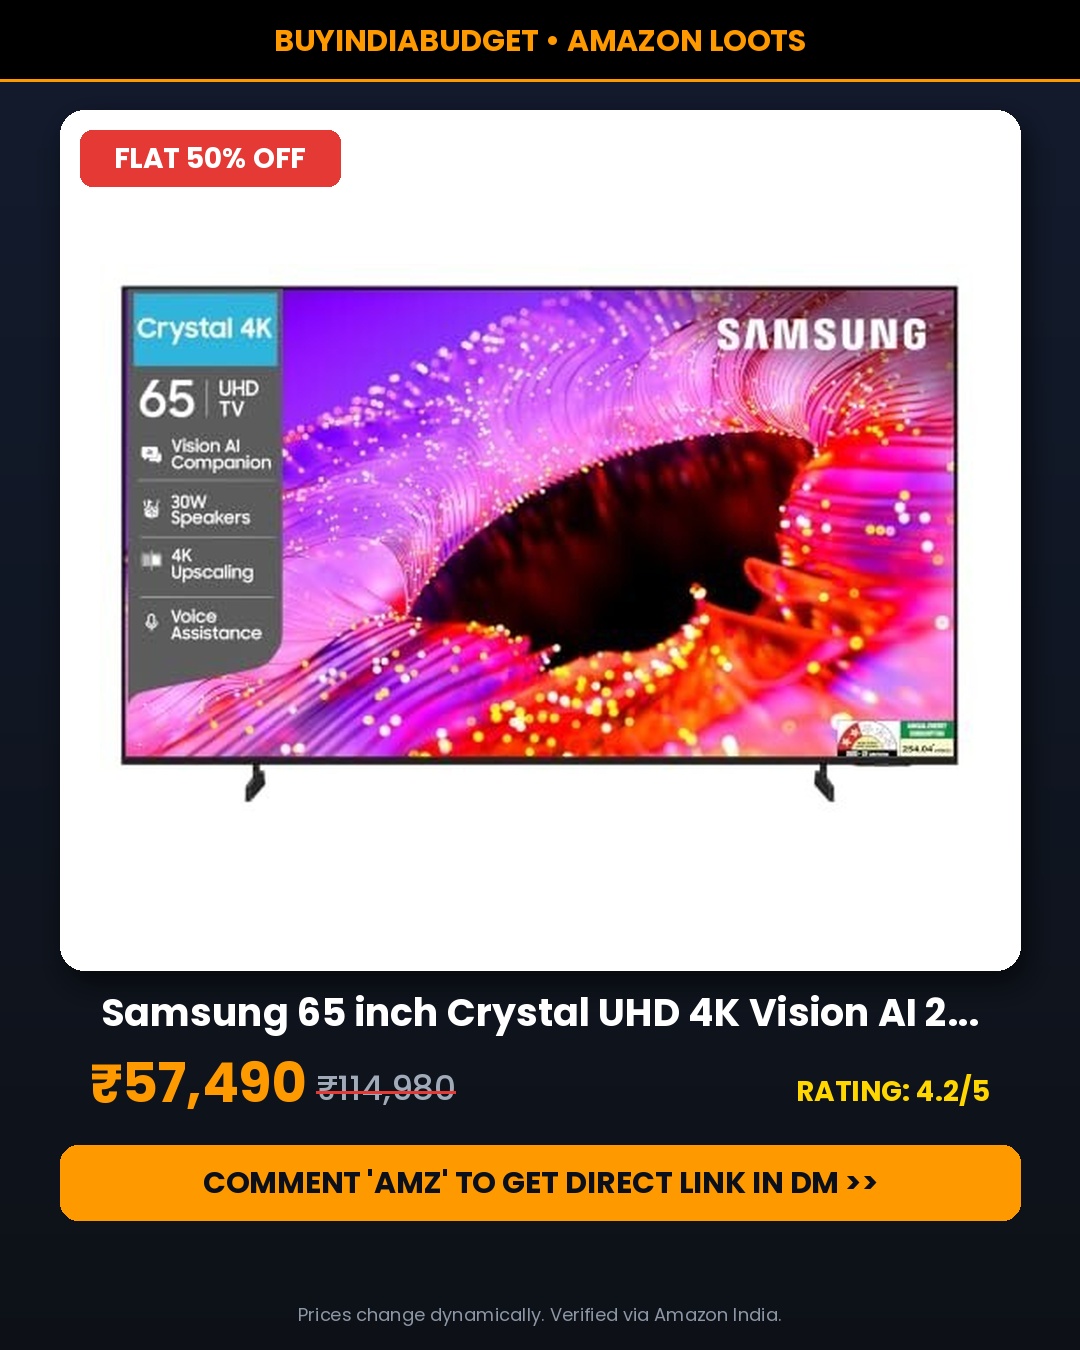 BUYINDIABUDGET • AMAZON LOOTS
FLAT 50% OFF
Crystal 4K
SAMSUNG
65 UHD
TV
Vision AI
Companion
30W
Speakers
4K
Upscaling
Voice
Assistance
254.04
Samsung 65 inch Crystal UHD 4K Vision AI 2...
₹57,490 ₹114,980
RATING: 4.2/5
COMMENT 'AMZ' TO GET DIRECT LINK IN DM >>
Prices change dynamically. Verified via Amazon India.